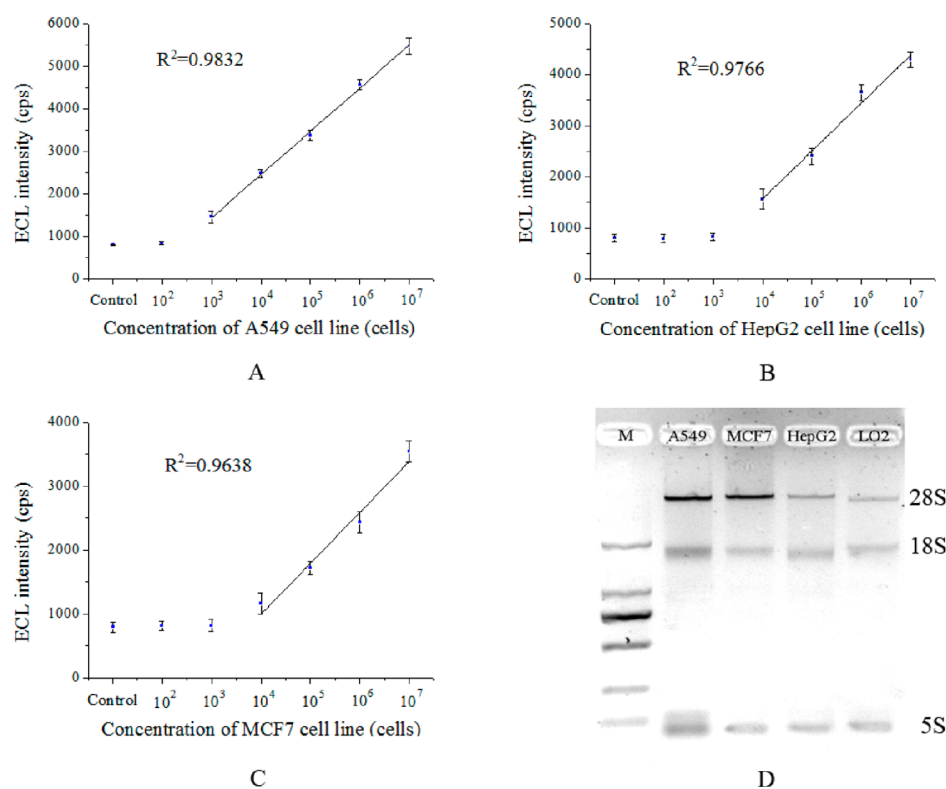 6000
5000
4000
3000
2000
1000
0
R²=0.9832
ECL intensity (cps)
Control 10² 10³ 10⁴ 10⁵ 10⁶ 10⁷
Concentration of A549 cell line (cells)
A
5000
4000
3000
2000
1000
0
R²=0.9766
ECL intensity (cps)
Control 10² 10³ 10⁴ 10⁵ 10⁶ 10⁷
Concentration of HepG2 cell line (cells)
B
4000
3000
2000
1000
0
R²=0.9638
ECL intensity (cps)
Control 10² 10³ 10⁴ 10⁵ 10⁶ 10⁷
Concentration of MCF7 cell line (cells)
C
M A549 MCF7 HepG2 LO2
28S
18S
5S
D